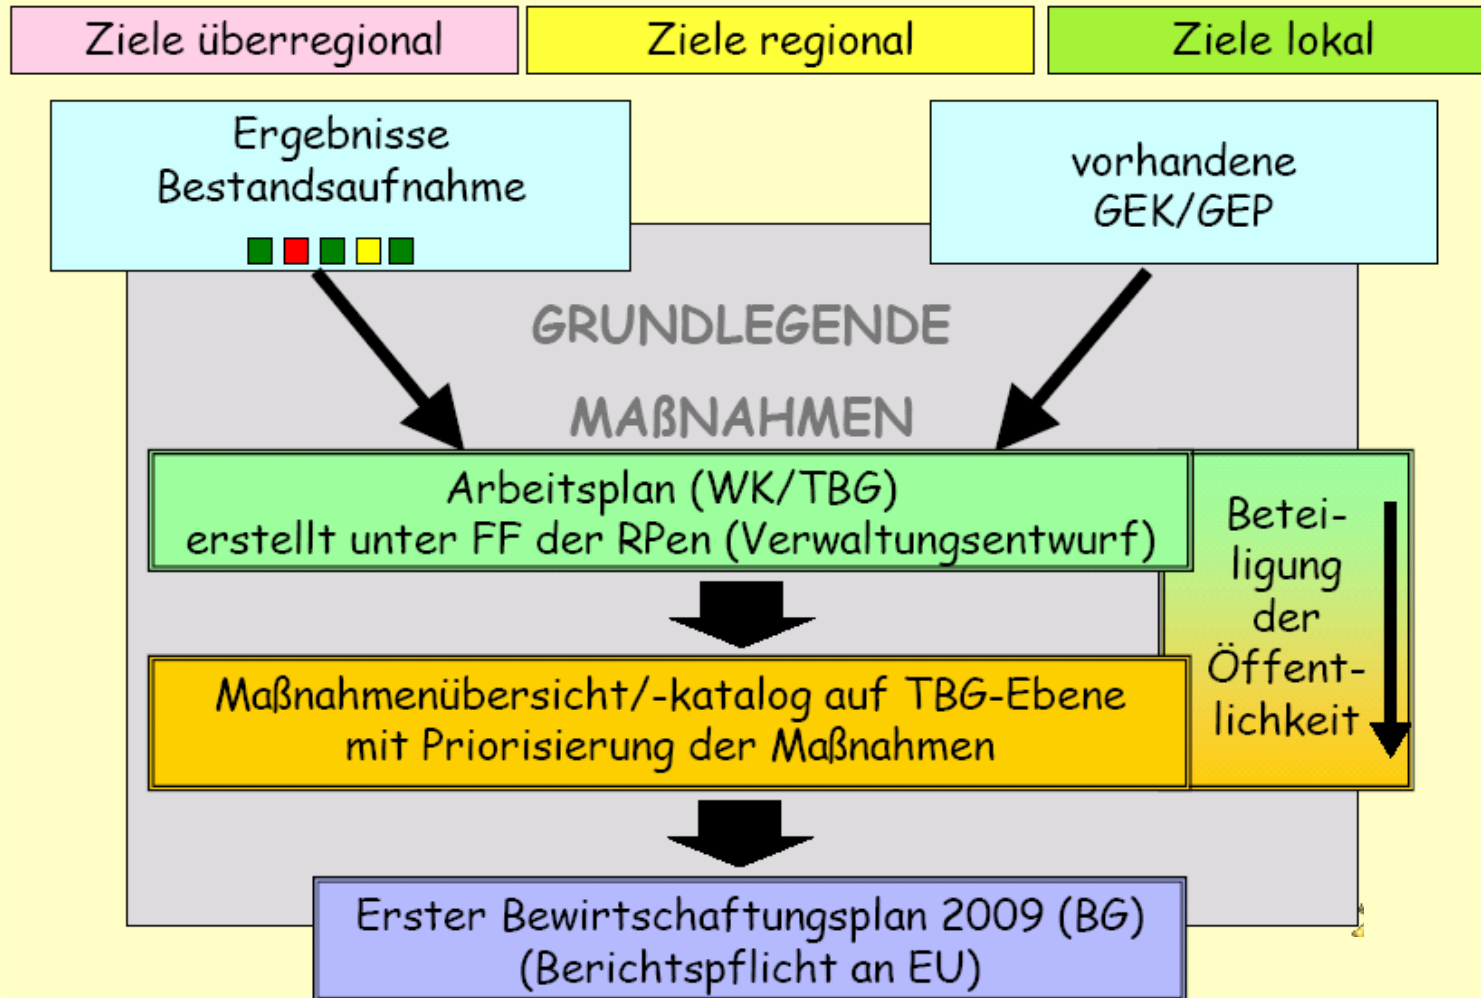 Ziele überregional
Ziele regional
Ziele lokal
Ergebnisse
Bestandsaufnahme
vorhandene
GEK/GEP
GRUNDLEGENDE
MAßNAHMEN
Arbeitsplan (WK/TBG)
erstellt unter FF der RPen (Verwaltungsentwurf)
Betei-
ligung
der
Öffent-
lichkeit
Maßnahmenübersicht/-katalog auf TBG-Ebene
mit Priorisierung der Maßnahmen
Erster Bewirtschaftungsplan 2009 (BG)
(Berichtspflicht an EU)